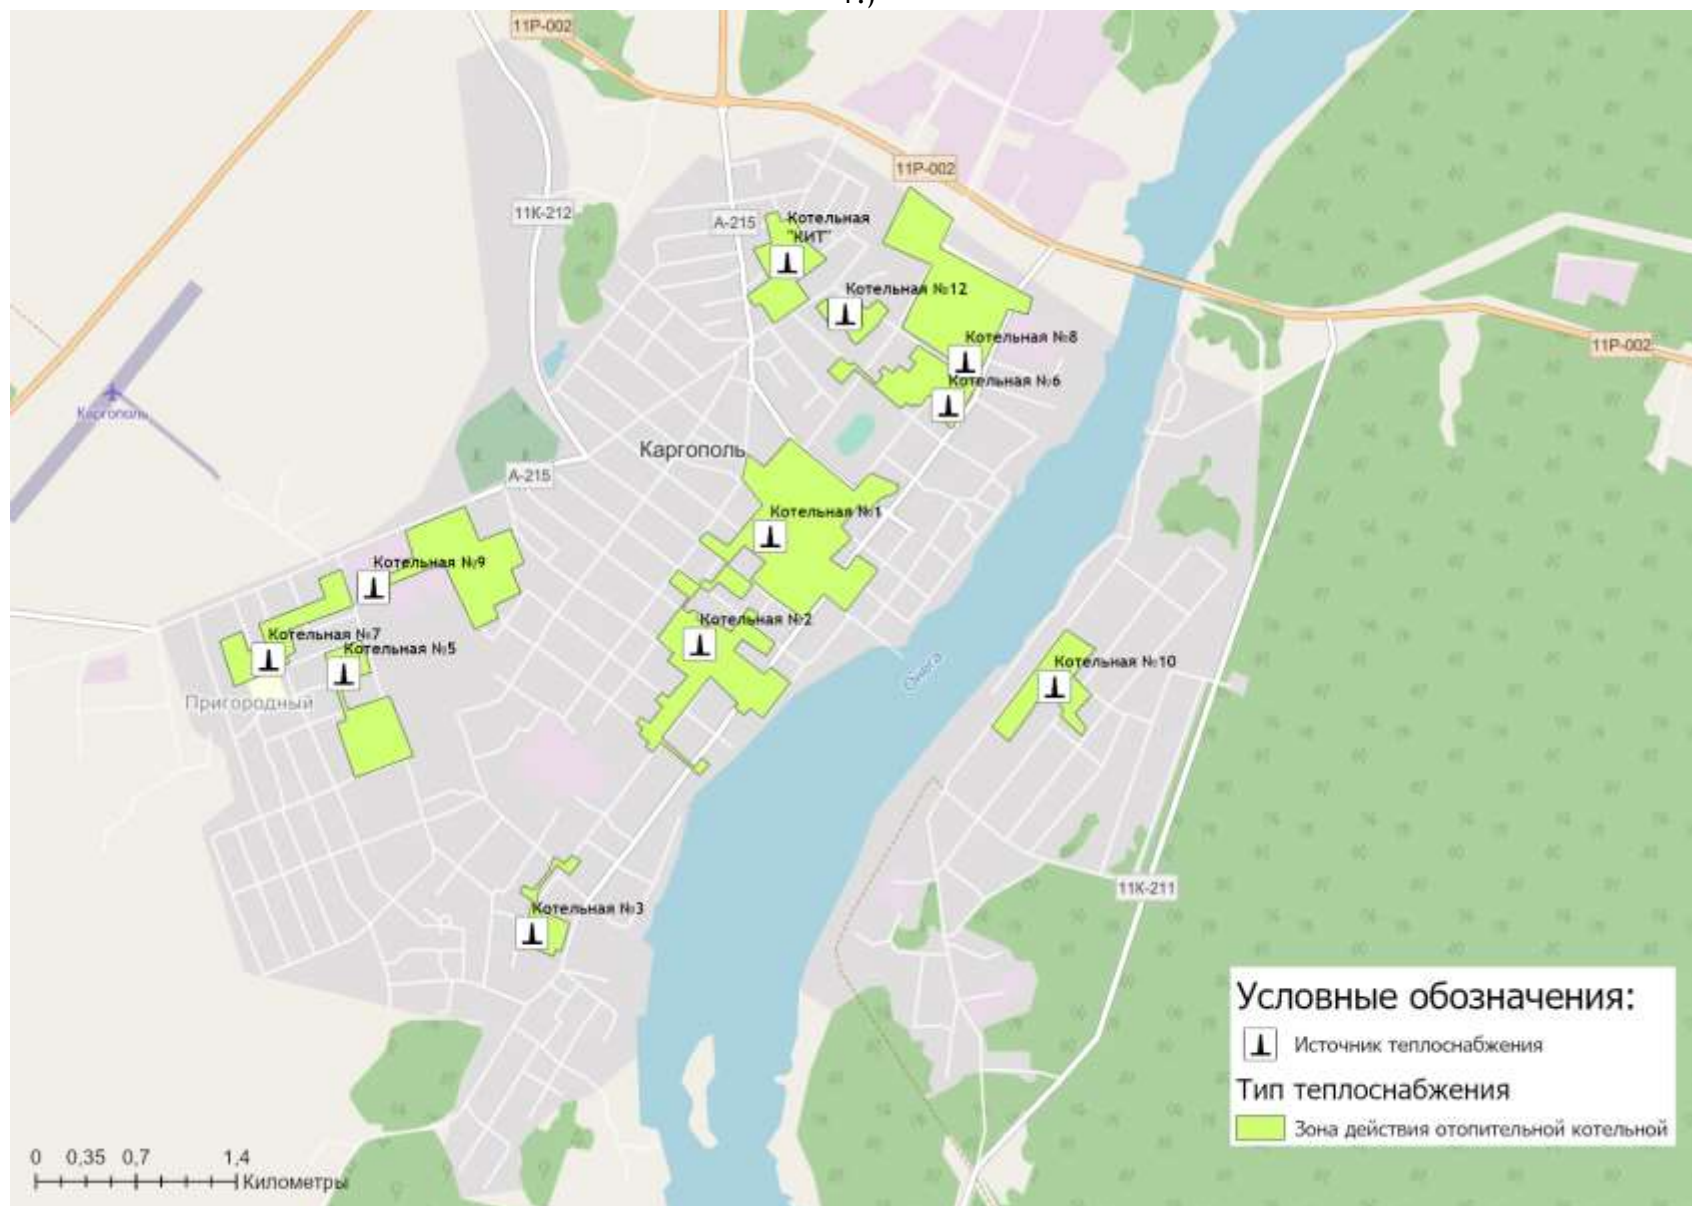 11Р-002
11Р-002
11К-212
А-215
Котельная
"КИТ"
Котельная №12
Котельная №8
11Р-002
Котельная №6
Каргополь
Каргополь
А-215
Котельная №1
Котельная №9
Котельная №2
Котельная №7
Котельная №5
Котельная №10
Онега
Пригородный
11К-211
Котельная №3
Условные обозначения:
Источник теплоснабжения
Тип теплоснабжения
Зона действия отопительной котельной
0 0,35 0,7 1,4
Километры